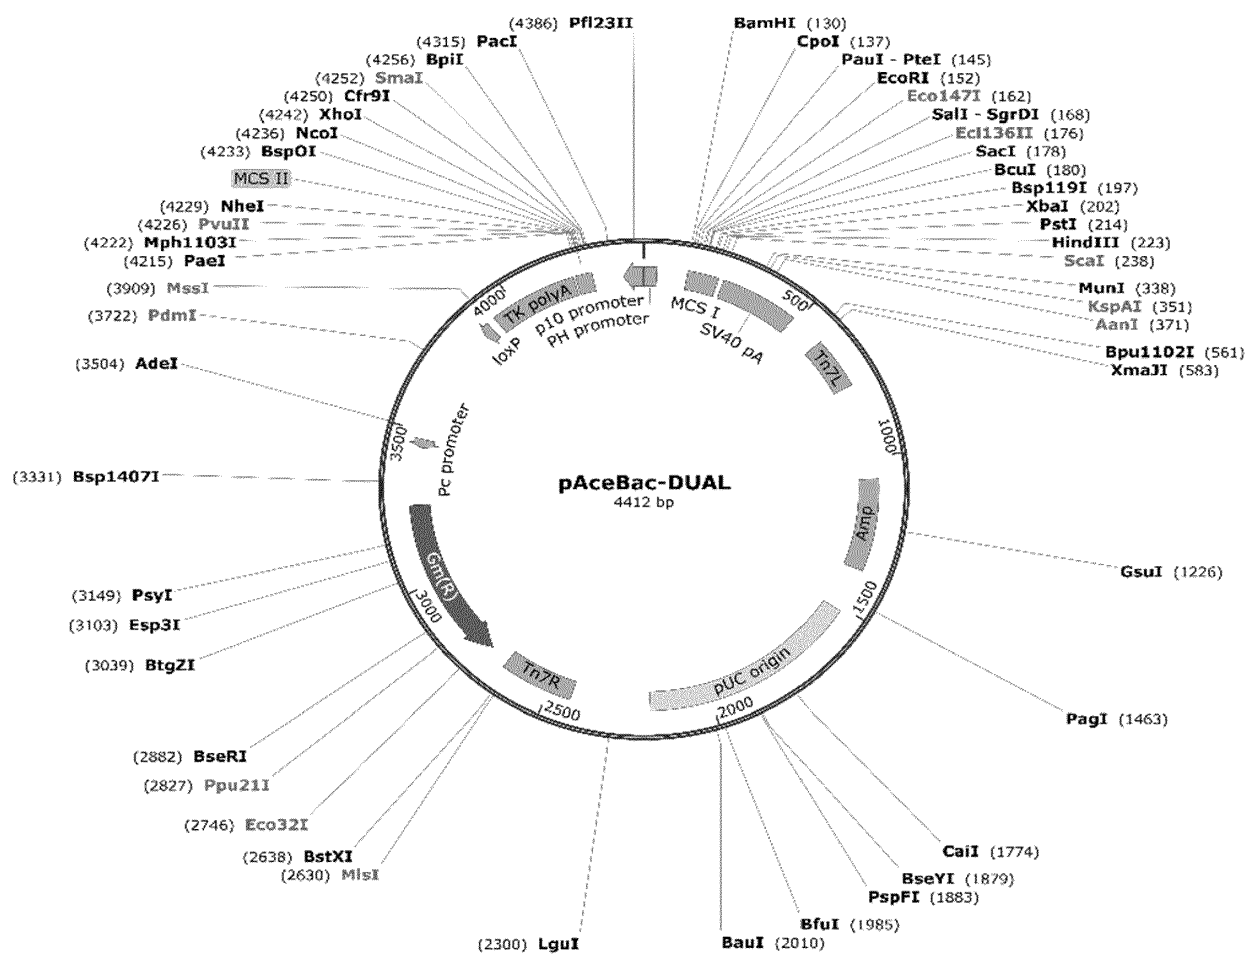 (4386) Pfl23II
(4315) PacI
(4256) BpiI
(4252) SmaI
(4250) Cfr9I
(4242) XhoI
(4236) NcoI
(4233) BspOI
MCS II
(4229) NheI
(4226) PvuII
(4222) Mph1103I
(4215) PaeI
(3909) MssI
(3722) PdmI
(3504) AdeI
(3331) Bsp1407I
(3149) PsyI
(3103) Esp3I
(3039) BtgZI
(2882) BseRI
(2827) Ppu21I
(2746) Eco32I
(2638) BstXI
(2630) MlsI
(2300) LguI
BamHI (130)
CpoI (137)
PauI - PteI (145)
EcoRI (152)
Eco147I (162)
SalI - SgrDI (168)
Ecl136II (176)
SacI (178)
BcuI (180)
Bsp119I (197)
XbaI (202)
PstI (214)
HindIII (223)
ScaI (238)
MunI (338)
KspAI (351)
AanI (371)
Bpu1102I (561)
XmaJI (583)
GsuI (1226)
PagI (1463)
CaiI (1774)
BseYI (1879)
PspFI (1883)
BfuI (1985)
BauI (2010)
4000
TK polyA
loxP
p10 promoter
PH promoter
MCS I
SV40 pA
500
Tn7L
1000
Amp
1500
pUC origin
2000
2500
Tn7R
3000
Gm(R)
Pc promoter
3500
pAceBac-DUAL
4412 bp